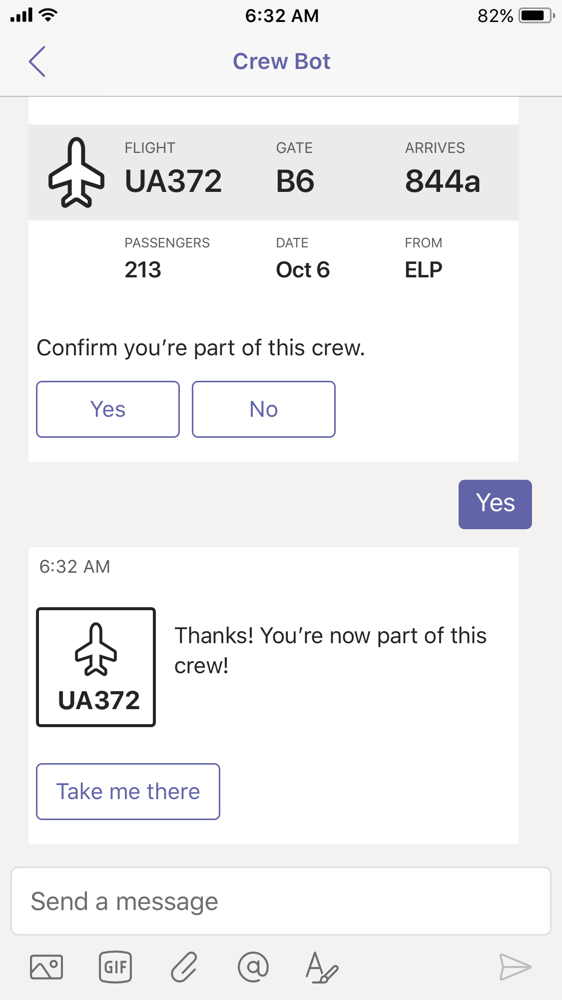 6:32 AM
82%
Crew Bot
FLIGHT GATE ARRIVES
UA372 B6 844a
PASSENGERS DATE FROM
213 Oct 6 ELP
Confirm you’re part of this crew.
Yes No
Yes
6:32 AM
Thanks! You’re now part of this
crew!
UA372
Take me there
Send a message
GIF